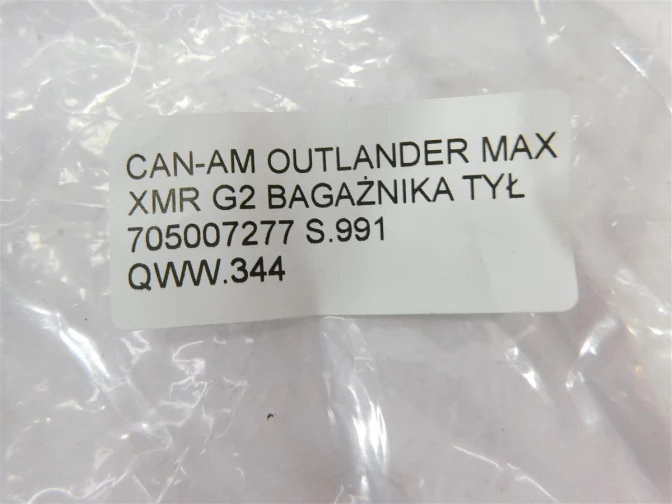 CAN-AM OUTLANDER MAX
XMR G2 BAGAŻNIKA TYŁ
705007277 S.991
QWW.344